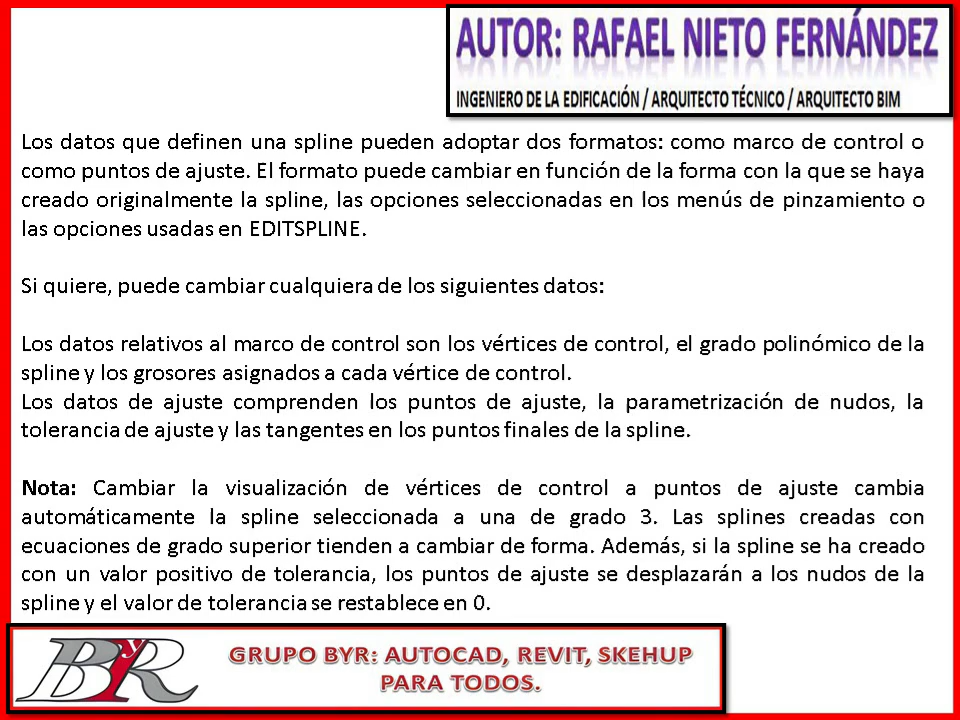 AUTOR: RAFAEL NIETO FERNÁNDEZ
INGENIERO DE LA EDIFICACIÓN / ARQUITECTO TÉCNICO / ARQUITECTO BIM
Los datos que definen una spline pueden adoptar dos formatos: como marco de control o
como puntos de ajuste. El formato puede cambiar en función de la forma con la que se haya
creado originalmente la spline, las opciones seleccionadas en los menús de pinzamiento o
las opciones usadas en EDITSPLINE.
Si quiere, puede cambiar cualquiera de los siguientes datos:
Los datos relativos al marco de control son los vértices de control, el grado polinómico de la
spline y los grosores asignados a cada vértice de control.
Los datos de ajuste comprenden los puntos de ajuste, la parametrización de nudos, la
tolerancia de ajuste y las tangentes en los puntos finales de la spline.
Nota: Cambiar la visualización de vértices de control a puntos de ajuste cambia
automáticamente la spline seleccionada a una de grado 3. Las splines creadas con
ecuaciones de grado superior tienden a cambiar de forma. Además, si la spline se ha creado
con un valor positivo de tolerancia, los puntos de ajuste se desplazarán a los nudos de la
spline y el valor de tolerancia se restablece en 0.
ByR
GRUPO BYR: AUTOCAD, REVIT, SKEHUP
PARA TODOS.